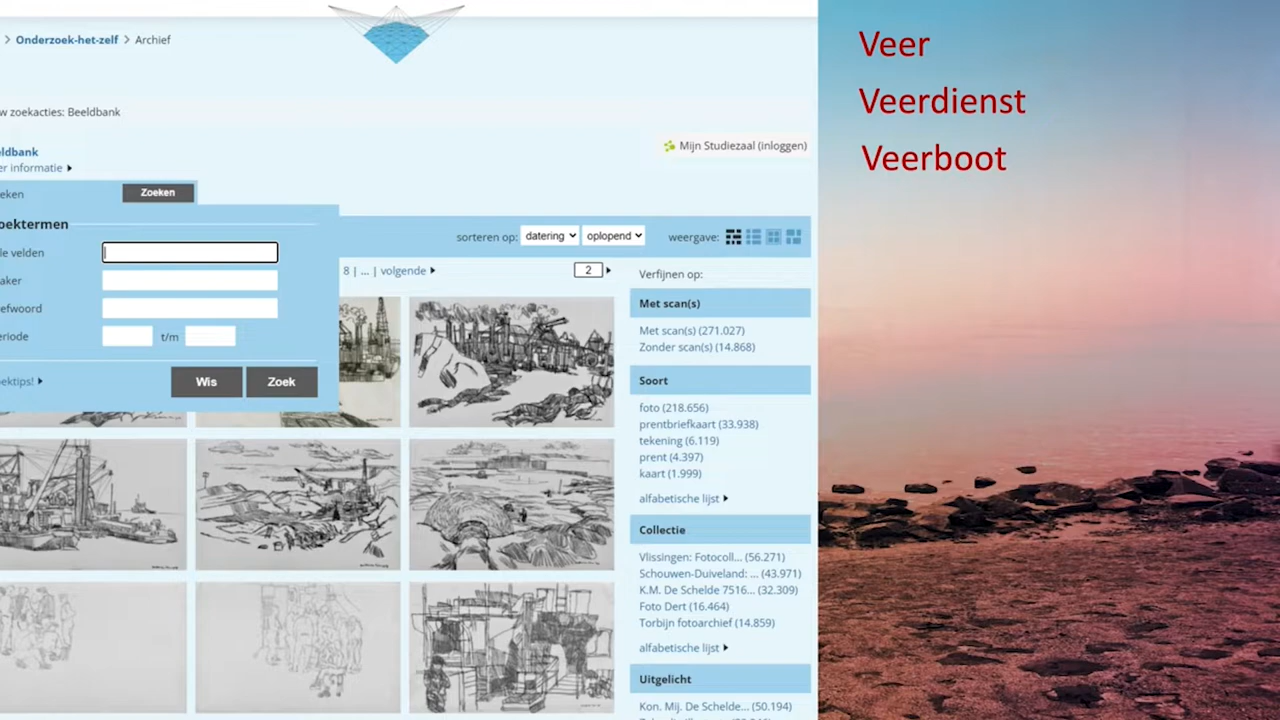 Onderzoek-het-zelf > Archief
w zoekacties: Beeldbank
eldbank
er informatie
Mijn Studiezaal (inloggen)
eken
Zoeken
oektermen
le velden
aker
efwoord
eriode
t/m
ektips!
Wis
Zoek
sorteren op: datering oplopend
weergave:
8 | ... | volgende
2
Verfijnen op:
Met scan(s)
Met scan(s) (271.027)
Zonder scan(s) (14.868)
Soort
foto (218.656)
prentbriefkaart (33.938)
tekening (6.119)
prent (4.397)
kaart (1.999)
alfabetische lijst
Collectie
Vlissingen: Fotocoll... (56.271)
Schouwen-Duiveland: ... (43.971)
K.M. De Schelde 7516... (32.309)
Foto Dert (16.464)
Torbijn fotoarchief (14.859)
alfabetische lijst
Uitgelicht
Kon. Mij. De Schelde... (50.194)
Veer
Veerdienst
Veerboot